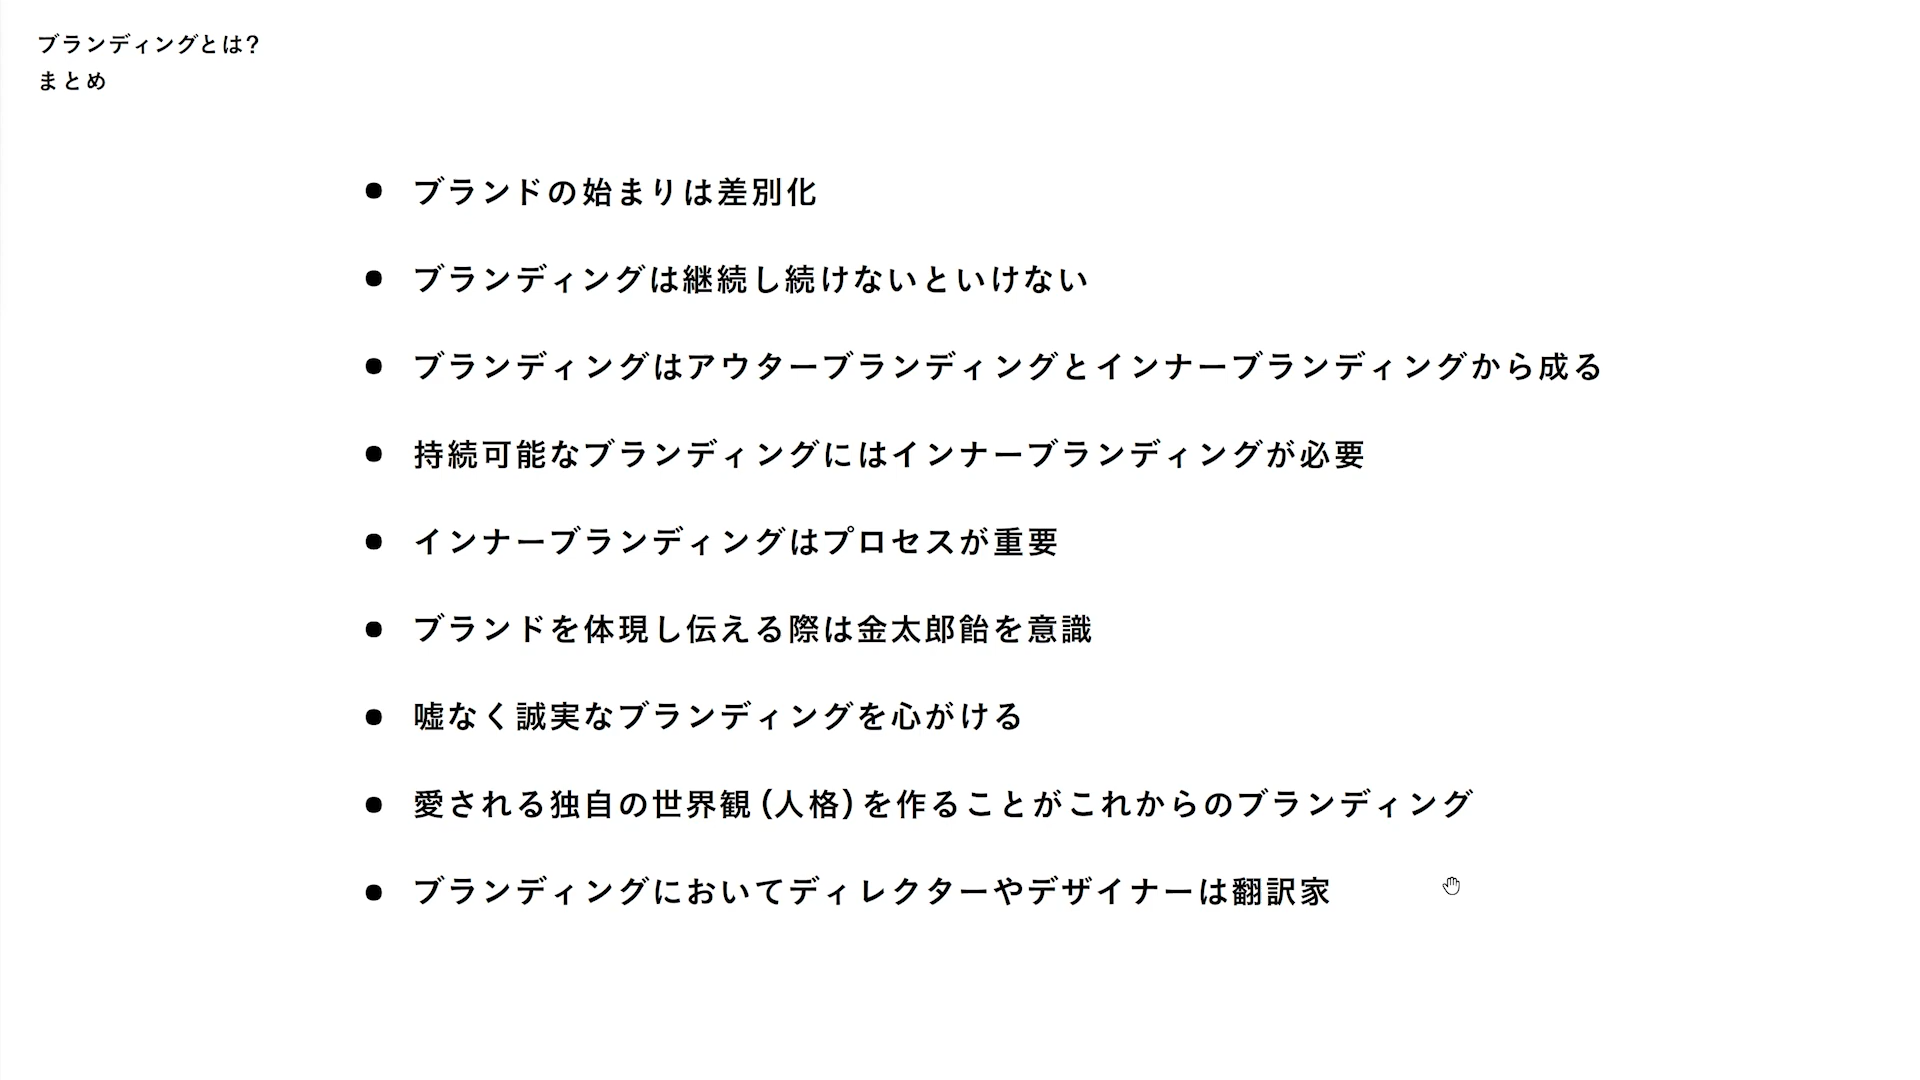 ブランディングとは?
まとめ
● ブランドの始まりは差別化
● ブランディングは継続し続けないといけない
● ブランディングはアウターブランディングとインナーブランディングから成る
● 持続可能なブランディングにはインナーブランディングが必要
● インナーブランディングはプロセスが重要
● ブランドを体現し伝える際は金太郎飴を意識
● 嘘なく誠実なブランディングを心がける
● 愛される独自の世界観(人格)を作ることがこれからのブランディング
● ブランディングにおいてディレクターやデザイナーは翻訳家